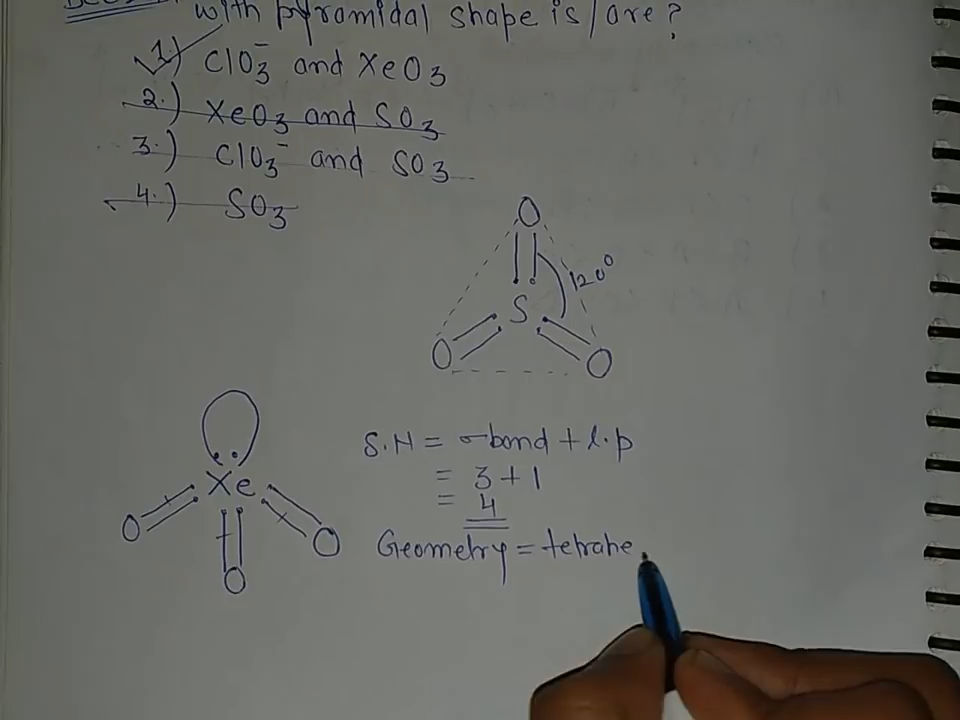 with pyramidal shape is/are?
1.) ClO3⁻ and XeO3
2.) XeO3 and SO3
3.) ClO3⁻ and SO3
4.) SO3
O
120°
S
O O
S.N = σ bond + l.p
= 3 + 1
= 4
Xe
O O
O
Geometry = tetrahe